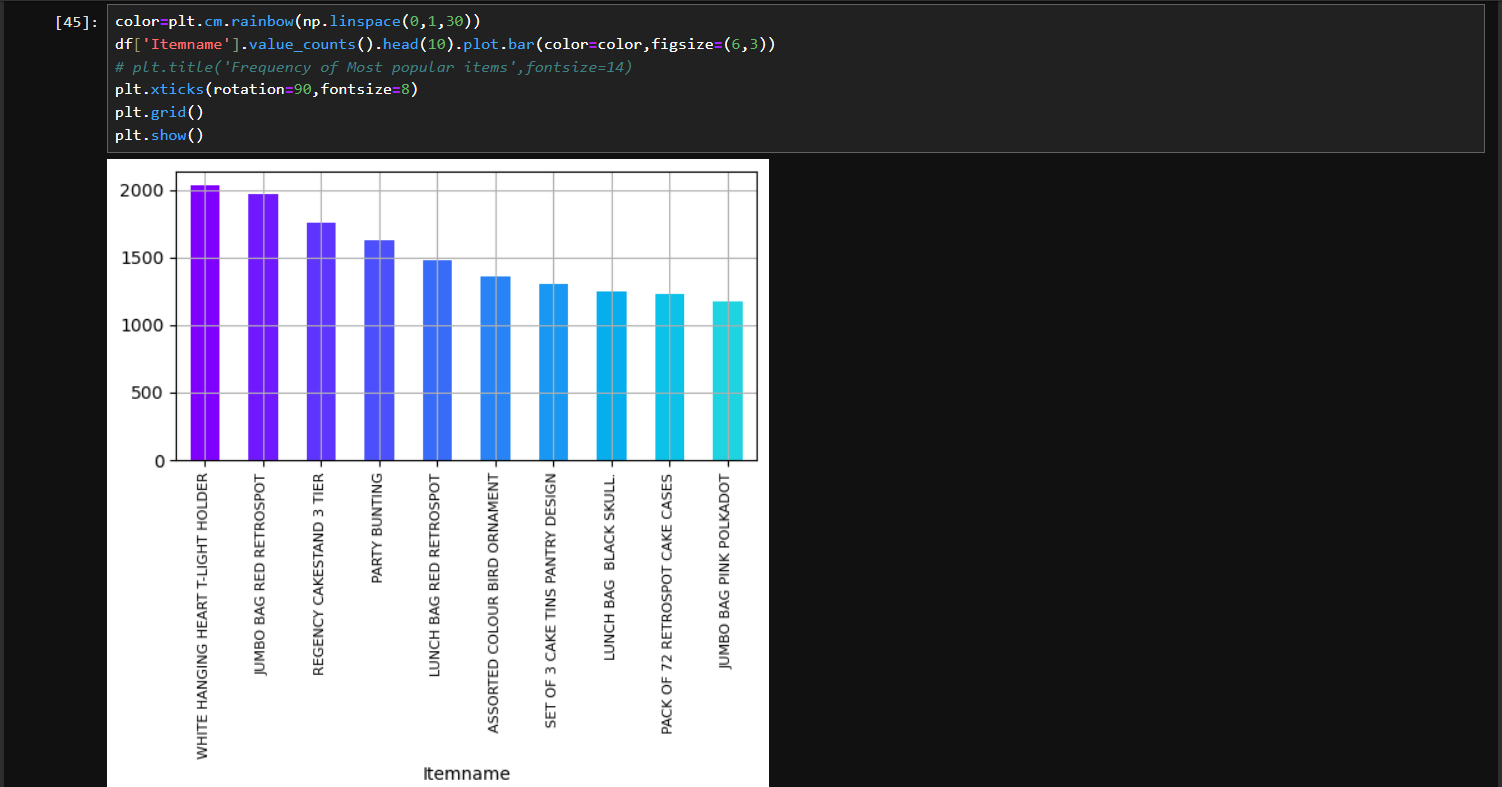 [45]:
color=plt.cm.rainbow(np.linspace(0,1,30))
df['Itemname'].value_counts().head(10).plot.bar(color=color,figsize=(6,3))
# plt.title('Frequency of Most popular items',fontsize=14)
plt.xticks(rotation=90,fontsize=8)
plt.grid()
plt.show()
2000
1500
1000
500
0
WHITE HANGING HEART T-LIGHT HOLDER
JUMBO BAG RED RETROSPOT
REGENCY CAKESTAND 3 TIER
PARTY BUNTING
LUNCH BAG RED RETROSPOT
ASSORTED COLOUR BIRD ORNAMENT
SET OF 3 CAKE TINS PANTRY DESIGN
LUNCH BAG  BLACK SKULL.
PACK OF 72 RETROSPOT CAKE CASES
JUMBO BAG PINK POLKADOT
Itemname